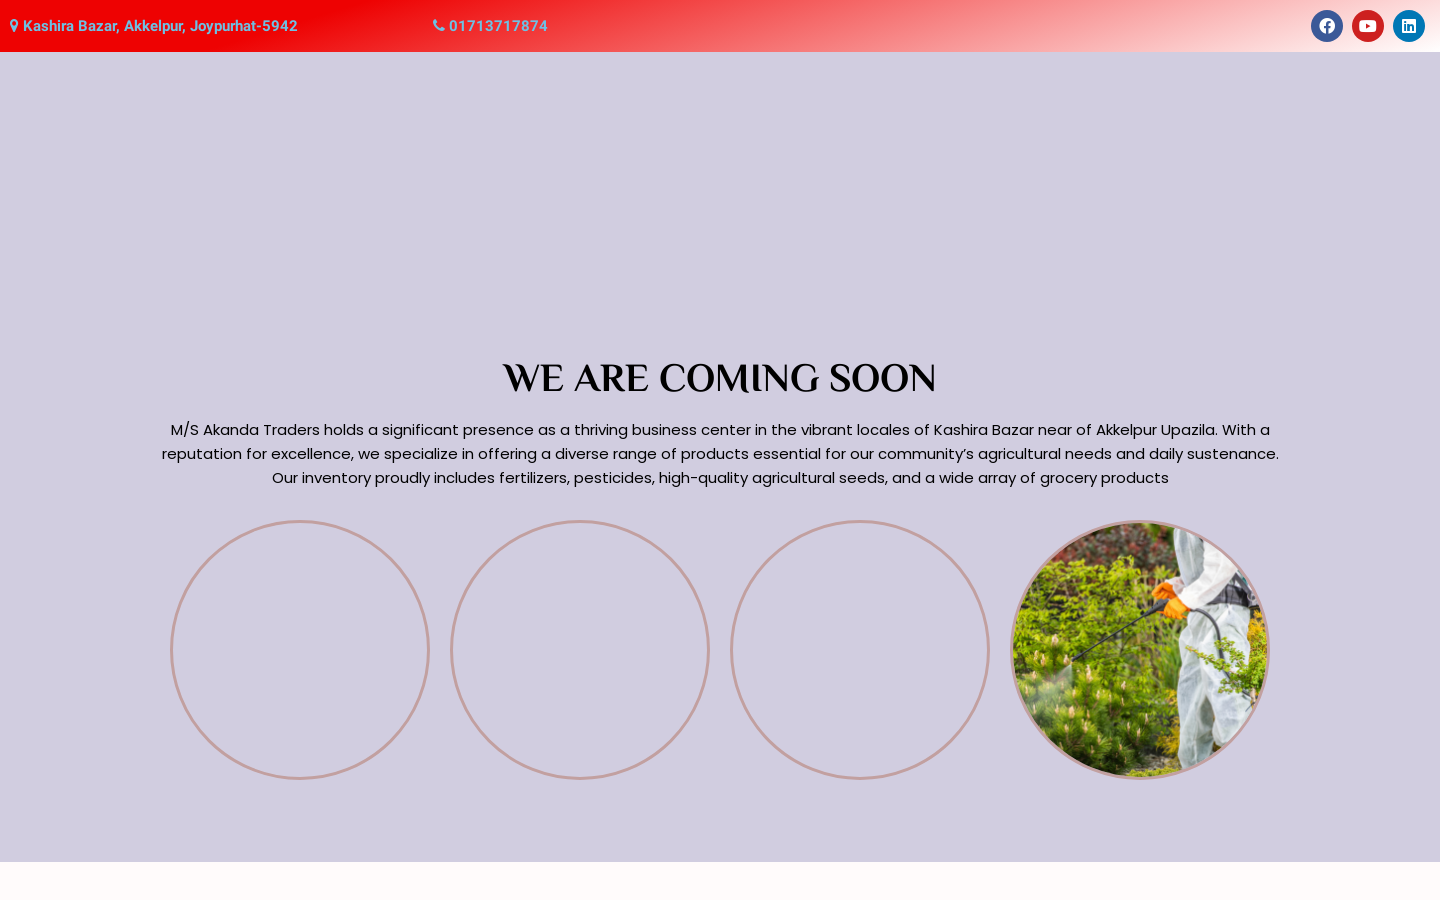 Kashira Bazar, Akkelpur, Joypurhat-5942
01713717874
WE ARE COMING SOON
M/S Akanda Traders holds a significant presence as a thriving business center in the vibrant locales of Kashira Bazar near of Akkelpur Upazila. With a
reputation for excellence, we specialize in offering a diverse range of products essential for our community’s agricultural needs and daily sustenance.
Our inventory proudly includes fertilizers, pesticides, high-quality agricultural seeds, and a wide array of grocery products